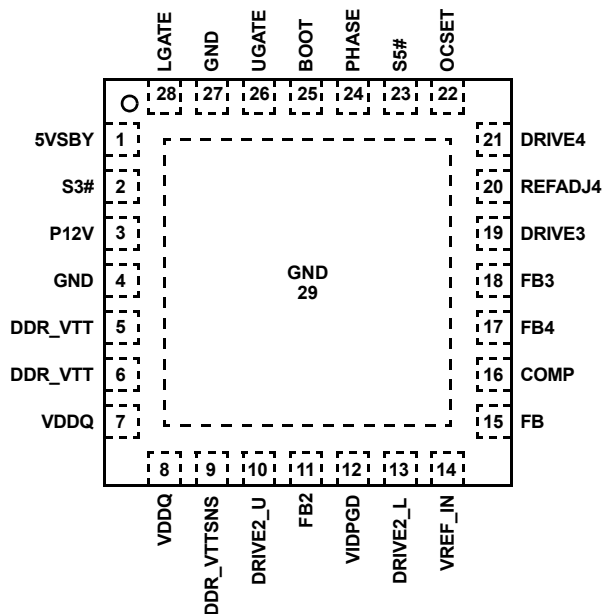 LGATE
GND
UGATE
BOOT
PHASE
S5#
OCSET
28 27 26 25 24 23 22
5VSBY 1
S3# 2
P12V 3
GND 4
DDR_VTT 5
DDR_VTT 6
VDDQ 7
GND
29
21 DRIVE4
20 REFADJ4
19 DRIVE3
18 FB3
17 FB4
16 COMP
15 FB
8 9 10 11 12 13 14
VDDQ
DDR_VTTSNS
DRIVE2_U
FB2
VIDPGD
DRIVE2_L
VREF_IN